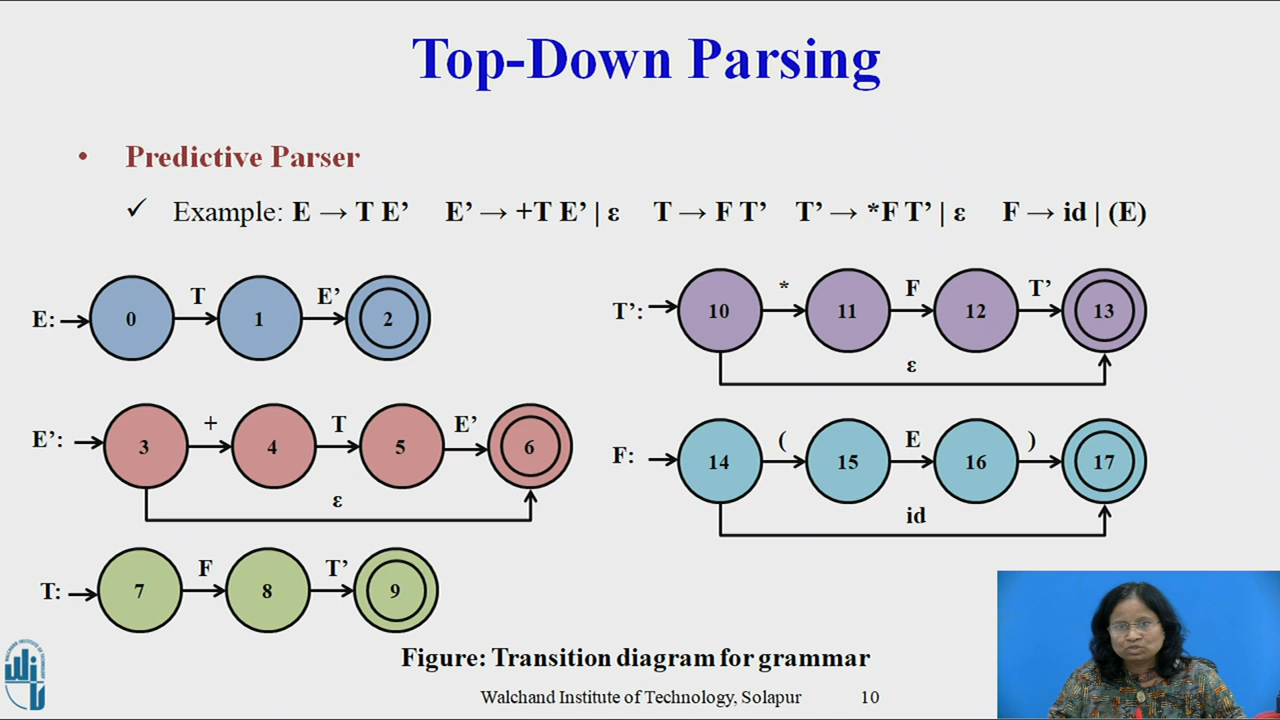 Top-Down Parsing
• Predictive Parser
✓ Example: E → T E’ E’ → +T E’ | ε T → F T’ T’ → *F T’ | ε F → id | (E)
E: 0 T 1 E’ 2
E’: 3 + 4 T 5 E’ 6
ε
T: 7 F 8 T’ 9
T’: 10 * 11 F 12 T’ 13
ε
F: 14 ( 15 E 16 ) 17
id
Figure: Transition diagram for grammar
Walchand Institute of Technology, Solapur 10